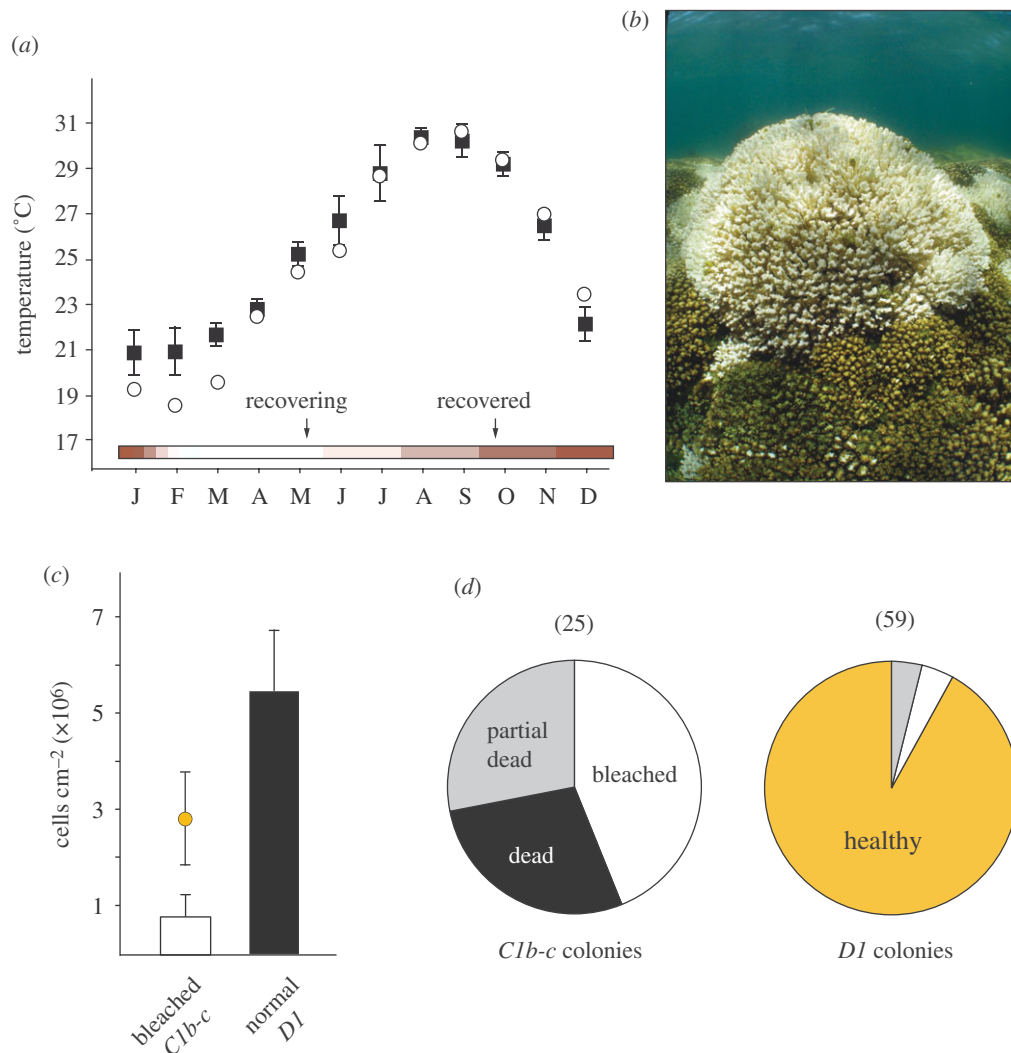 (a)
temperature (°C)
31
29
27
25
23
21
19
17
recovering
recovered
J F M A M J J A S O N D
(b)
(c)
cells cm⁻² (×10⁶)
7
5
3
1
bleached
C1b-c
normal
D1
(d)
(25)
partial
dead
bleached
dead
C1b-c colonies
(59)
healthy
D1 colonies